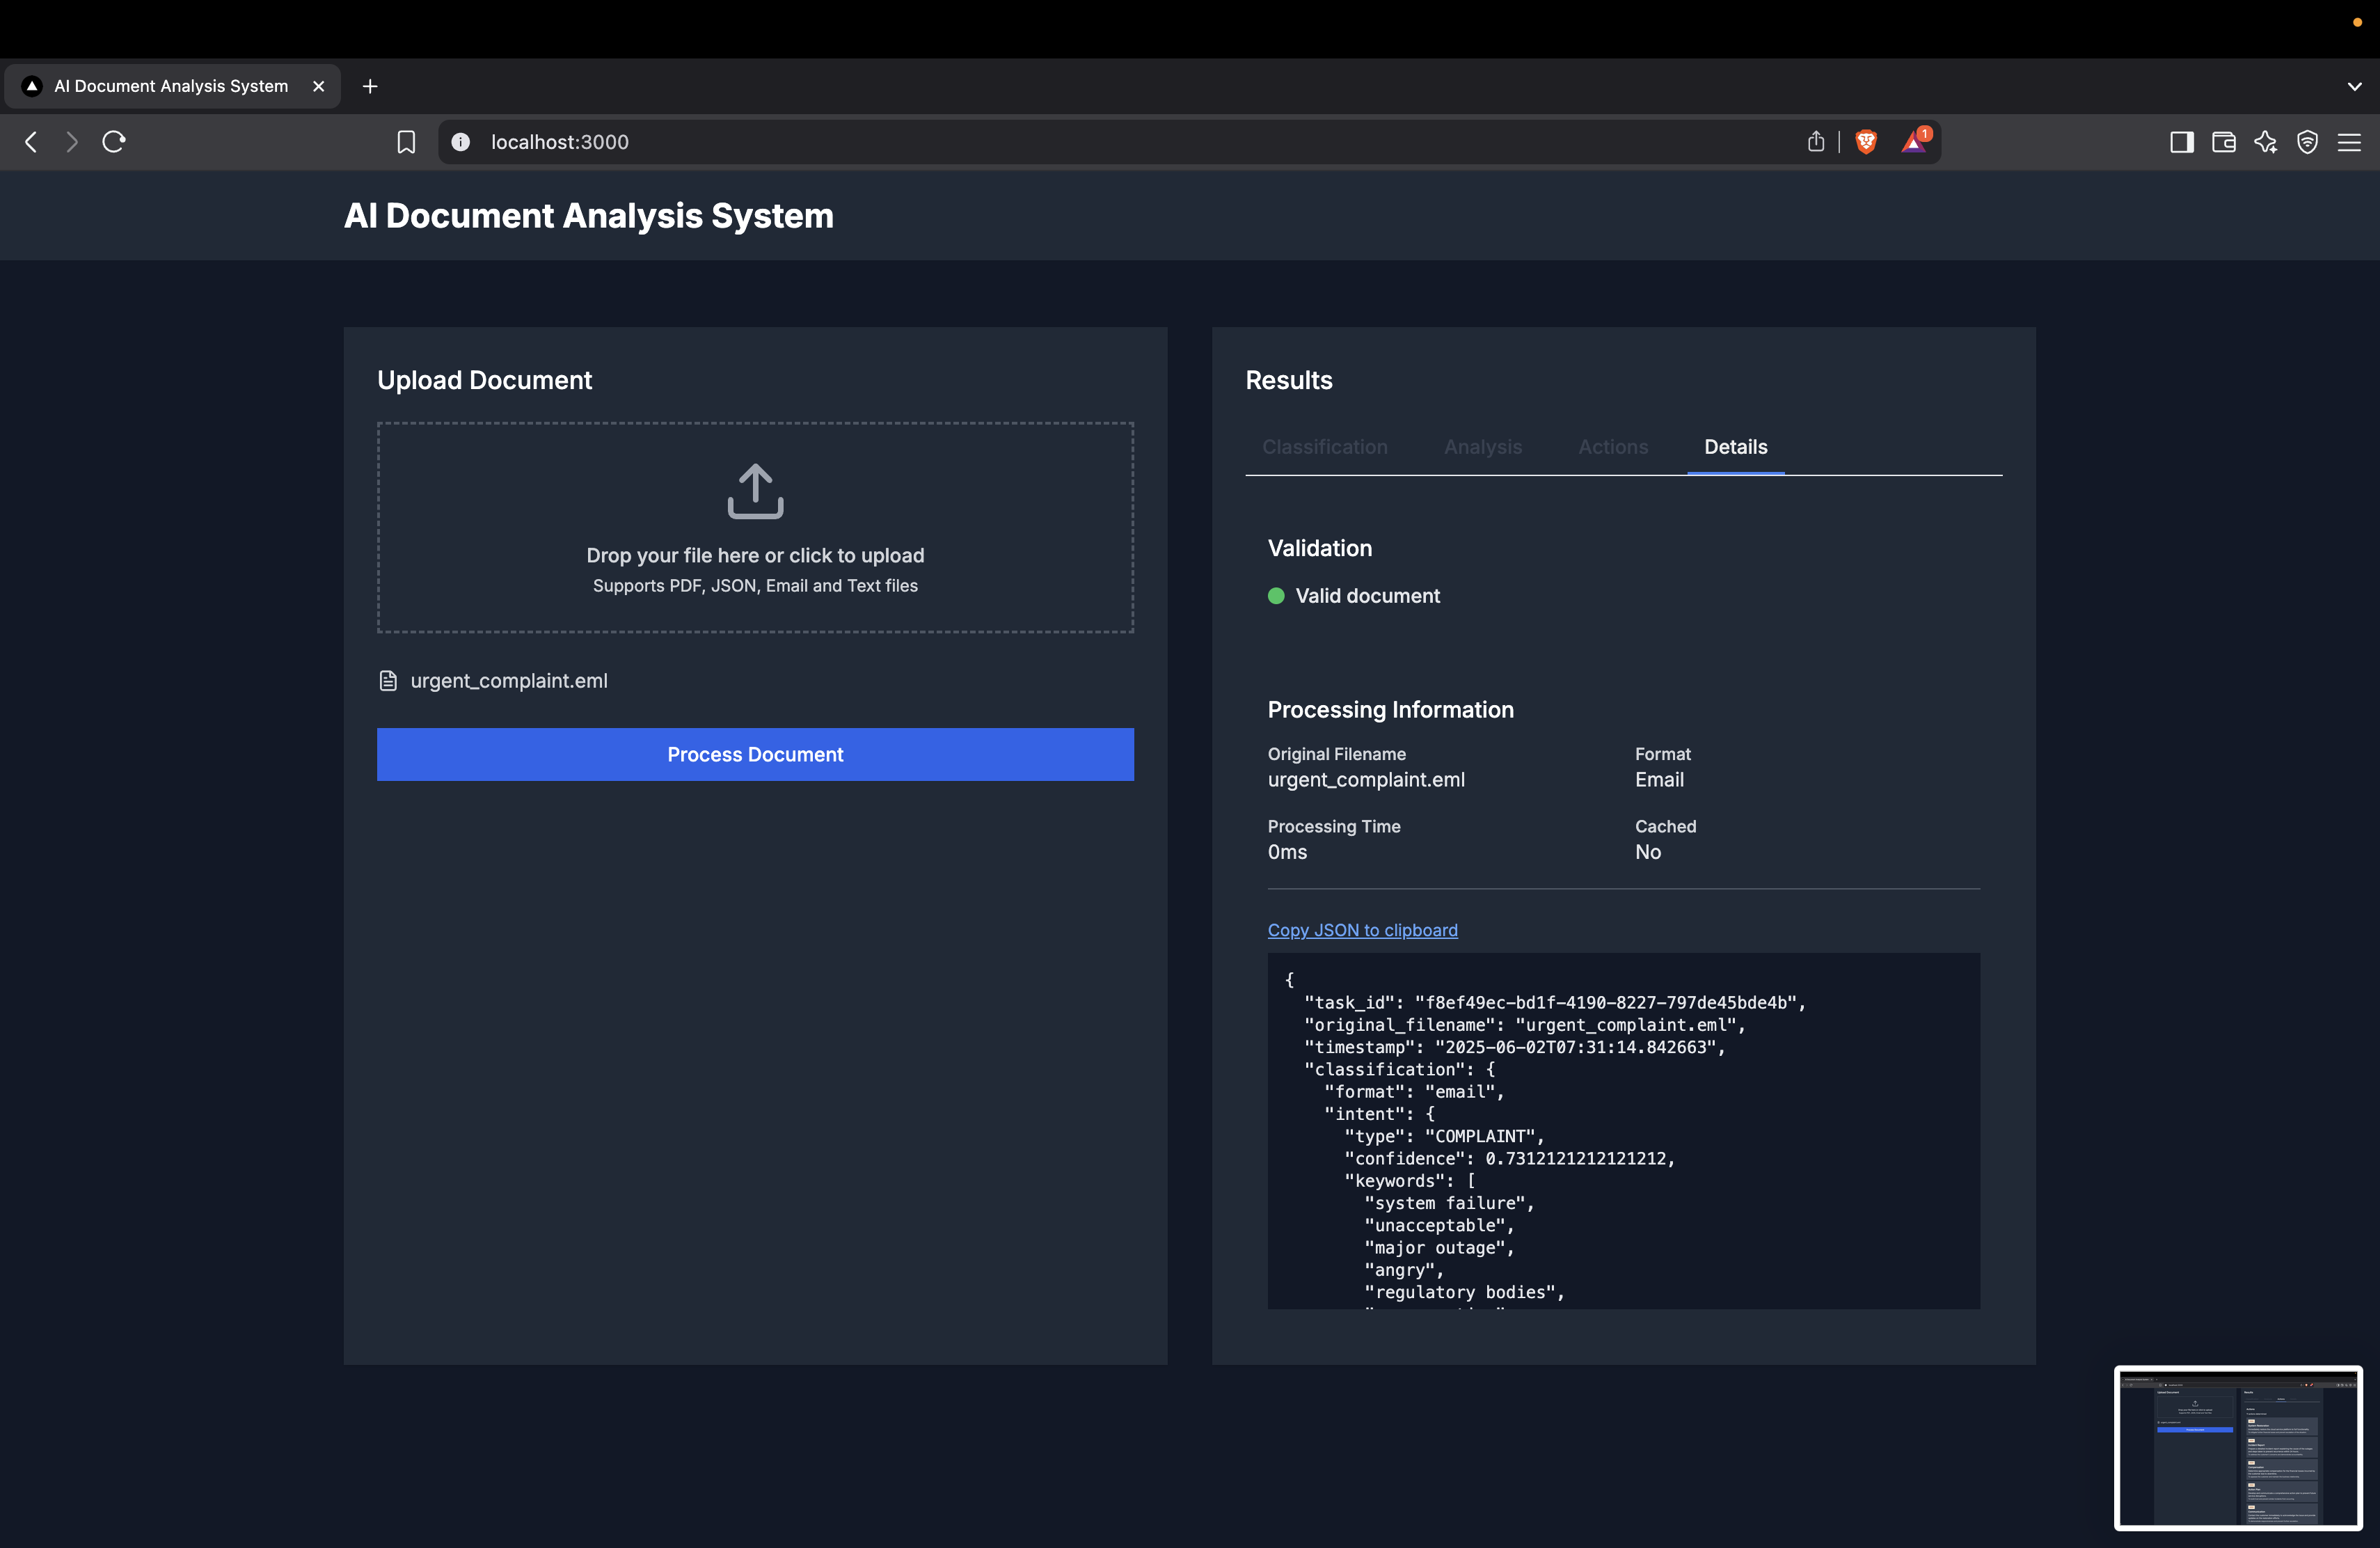 AI Document Analysis System
localhost:3000
1
AI Document Analysis System
Upload Document
Drop your file here or click to upload
Supports PDF, JSON, Email and Text files
urgent_complaint.eml
Process Document
Results
Classification Analysis Actions Details
Validation
Valid document
Processing Information
Original Filename Format
urgent_complaint.eml Email
Processing Time Cached
0ms No
Copy JSON to clipboard
{
"task_id": "f8ef49ec-bd1f-4190-8227-797de45bde4b",
"original_filename": "urgent_complaint.eml",
"timestamp": "2025-06-02T07:31:14.842663",
"classification": {
"format": "email",
"intent": {
"type": "COMPLAINT",
"confidence": 0.7312121212121212,
"keywords": [
"system failure",
"unacceptable",
"major outage",
"angry",
"regulatory bodies",